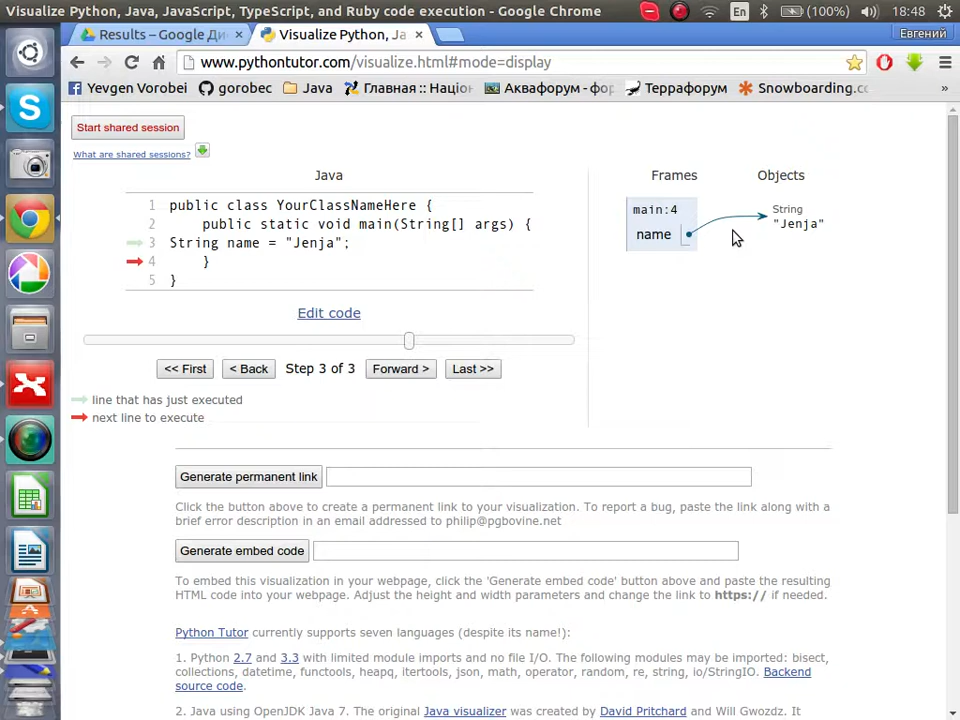 Visualize Python, Java, JavaScript, TypeScript, and Ruby code execution - Google Chrome
En
(100%)
18:48
Results – Google Ди
Visualize Python, Ja
Евгений
www.pythontutor.com/visualize.html#mode=display
Yevgen Vorobei
gorobec
Java
Главная :: Націо
Аквафорум - фор
Террафорум
Snowboarding.co
»
Start shared session
What are shared sessions?
Java
Frames
Objects
1 public class YourClassNameHere {
2 public static void main(String[] args) {
3 String name = "Jenja";
4 }
5 }
main:4
name
String
"Jenja"
Edit code
<< First
< Back
Step 3 of 3
Forward >
Last >>
line that has just executed
next line to execute
Generate permanent link
Click the button above to create a permanent link to your visualization. To report a bug, paste the link along with a
brief error description in an email addressed to philip@pgbovine.net
Generate embed code
To embed this visualization in your webpage, click the 'Generate embed code' button above and paste the resulting
HTML code into your webpage. Adjust the height and width parameters and change the link to https:// if needed.
Python Tutor currently supports seven languages (despite its name!):
1. Python 2.7 and 3.3 with limited module imports and no file I/O. The following modules may be imported: bisect,
collections, datetime, functools, heapq, itertools, json, math, operator, random, re, string, io/StringIO. Backend
source code.
2. Java using OpenJDK Java 7. The original Java visualizer was created by David Pritchard and Will Gwozdz. It